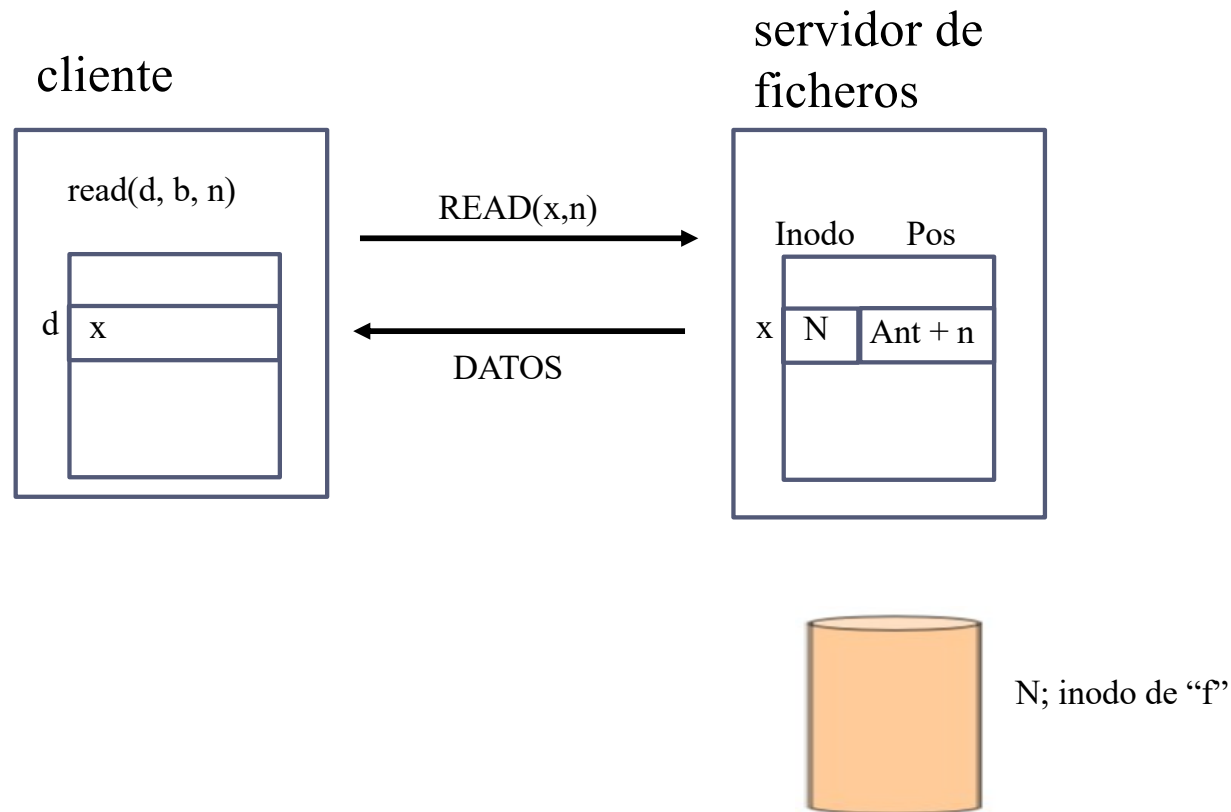 cliente
servidor de
ficheros
read(d, b, n)
READ(x,n)
Inodo Pos
d x
x N Ant + n
DATOS
N; inodo de “f”